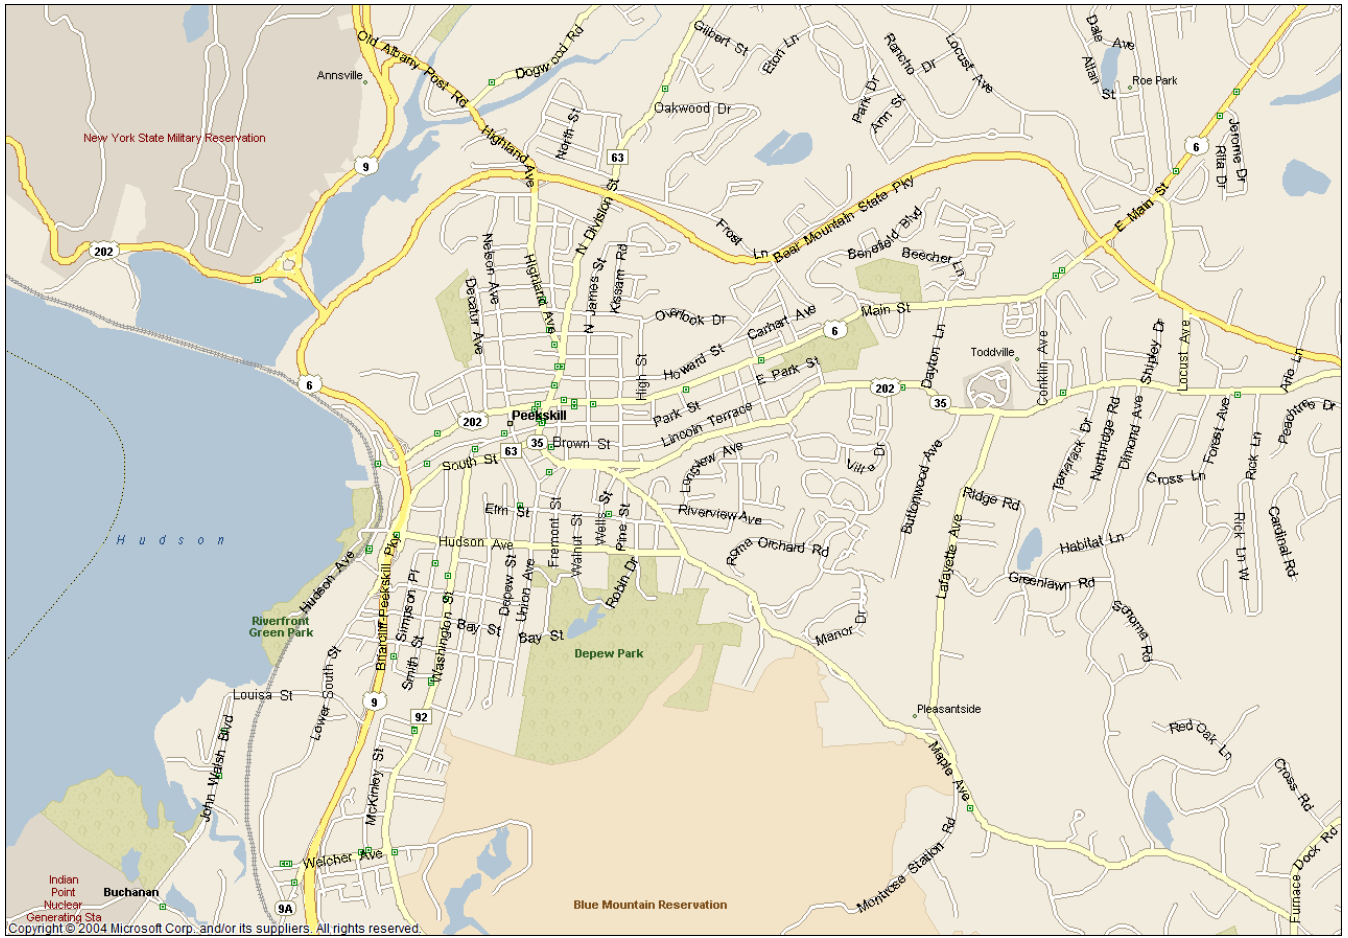 Old Albany Post Rd
Dogwood Rd
Gilbert St
Eton Ln
Rancho Dr
Locust Ave
Dale Ave
Allan St
Roe Park
Annsville
Oakwood Dr
Park Dr
Ann St
New York State Military Reservation
Highland Ave
North St
63
6
Jerome Dr
Rita Dr
9
N Division St
Bear Mountain State Pky
E Main St
Frost Ln
Benefield Blvd
Beecher Ln
202
Nelson Ave
Highland Ave
Decatur Ave
N James St
Kissam Rd
Overlook Dr
Carhart Ave
6
Main St
Dayton Ln
Toddville
Conklin Ave
Shipley Dr
Locust Ave
Arlo Ln
Howard St
High St
E Park St
6
202
35
202
Peekskill
Park St
Lincoln Terrace
35
Brown St
63
South St
Longview Ave
Villa Dr
Buttonwood Ave
Tamarack Dr
Northridge Rd
Dimond Ave
Cross Ln
Forest Ave
Rick Ln
Peachtree Dr
Ridge Rd
Elm St
Fremont St
Walnut St
Wells St
Pine St
Riverview Ave
Hudson
Hudson Ave
Roma
Orchard Rd
Lafayette Ave
Habitat Ln
Greenlawn Rd
Rick Ln W
Cardinal Rd
Hudson Ave
Briarcliff-Peekskill Pky
Simpson Pl
Washington St
Depew St
Union Ave
Robin Dr
Riverfront
Green Park
Bay St
Bay St
Smith St
Manor Dr
Sonoma Rd
Depew Park
Louisa St
Lower South St
9
92
Pleasantside
John Walsh Blvd
McKinley St
Maple Ave
Red Oak Ln
Cross Rd
Welcher Ave
Montrose Station Rd
Furnace Dock Rd
Indian
Point
Nuclear
Generating Sta
Buchanan
9A
Blue Mountain Reservation
Copyright © 2004 Microsoft Corp. and/or its suppliers. All rights reserved.